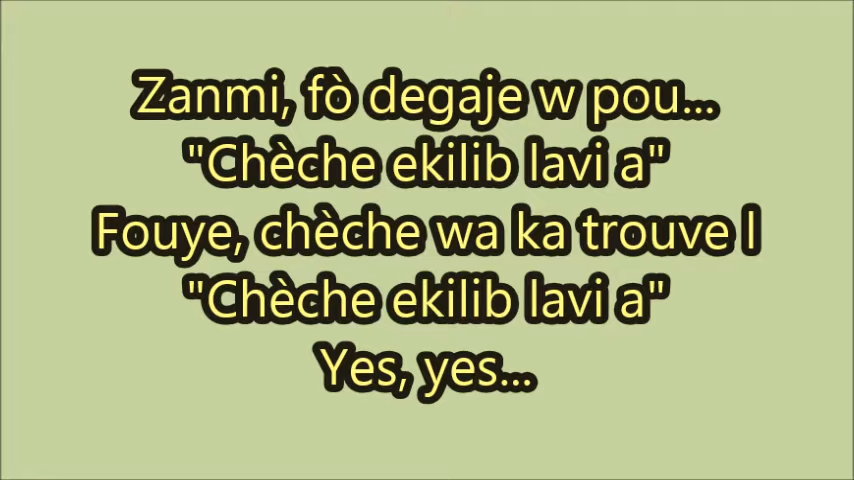 Zanmi, fò degaje w pou...
"Chèche ekilib lavi a"
Fouye, chèche wa ka trouve l
"Chèche ekilib lavi a"
Yes, yes...